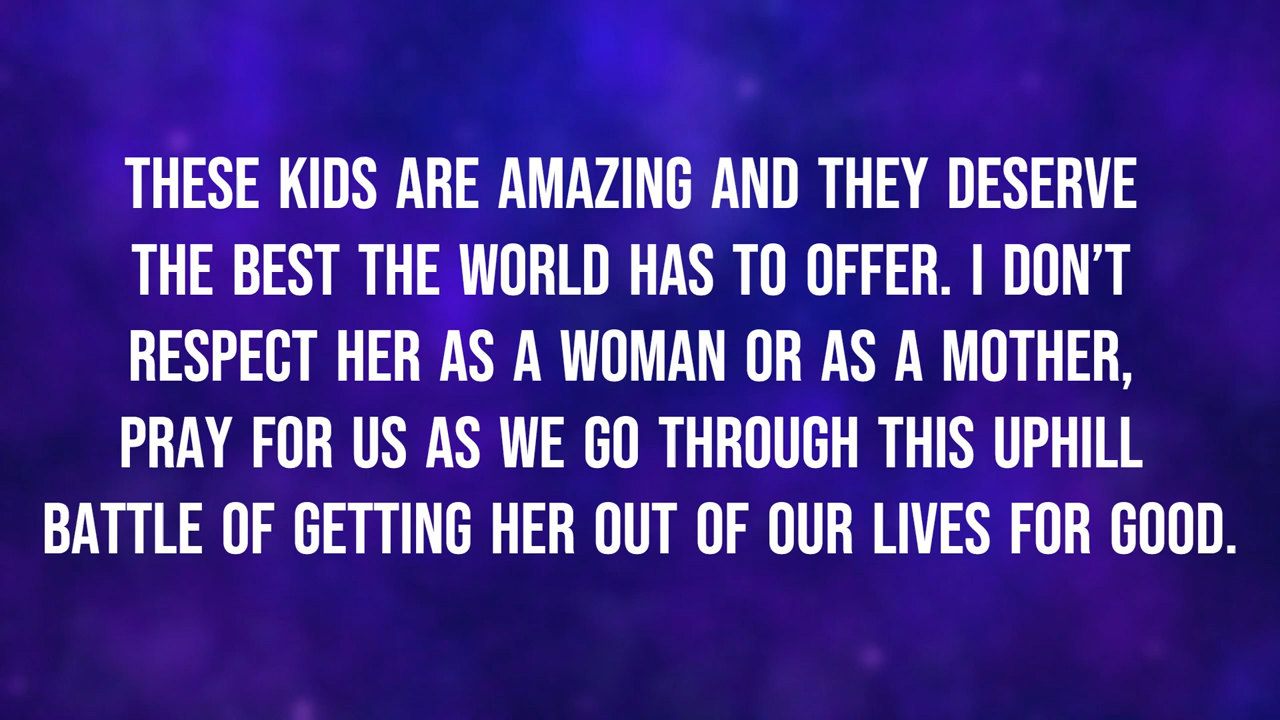 THESE KIDS ARE AMAZING AND THEY DESERVE
THE BEST THE WORLD HAS TO OFFER. I DON’T
RESPECT HER AS A WOMAN OR AS A MOTHER,
PRAY FOR US AS WE GO THROUGH THIS UPHILL
BATTLE OF GETTING HER OUT OF OUR LIVES FOR GOOD.